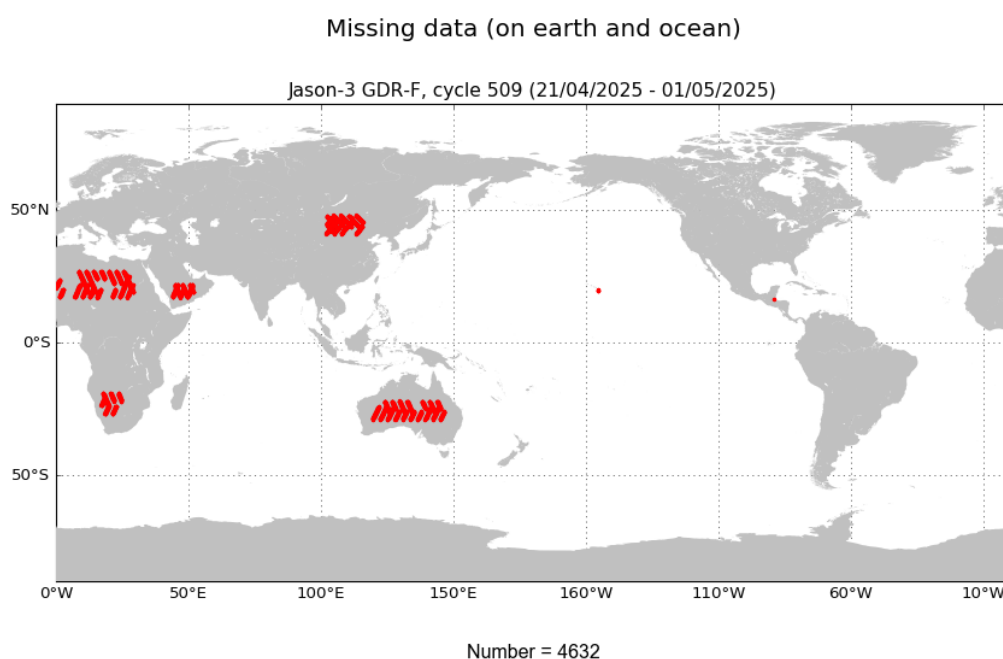 Missing data (on earth and ocean)
Jason-3 GDR-F, cycle 509 (21/04/2025 - 01/05/2025)
50°N
0°S
50°S
0°W 50°E 100°E 150°E 160°W 110°W 60°W 10°W
Number = 4632